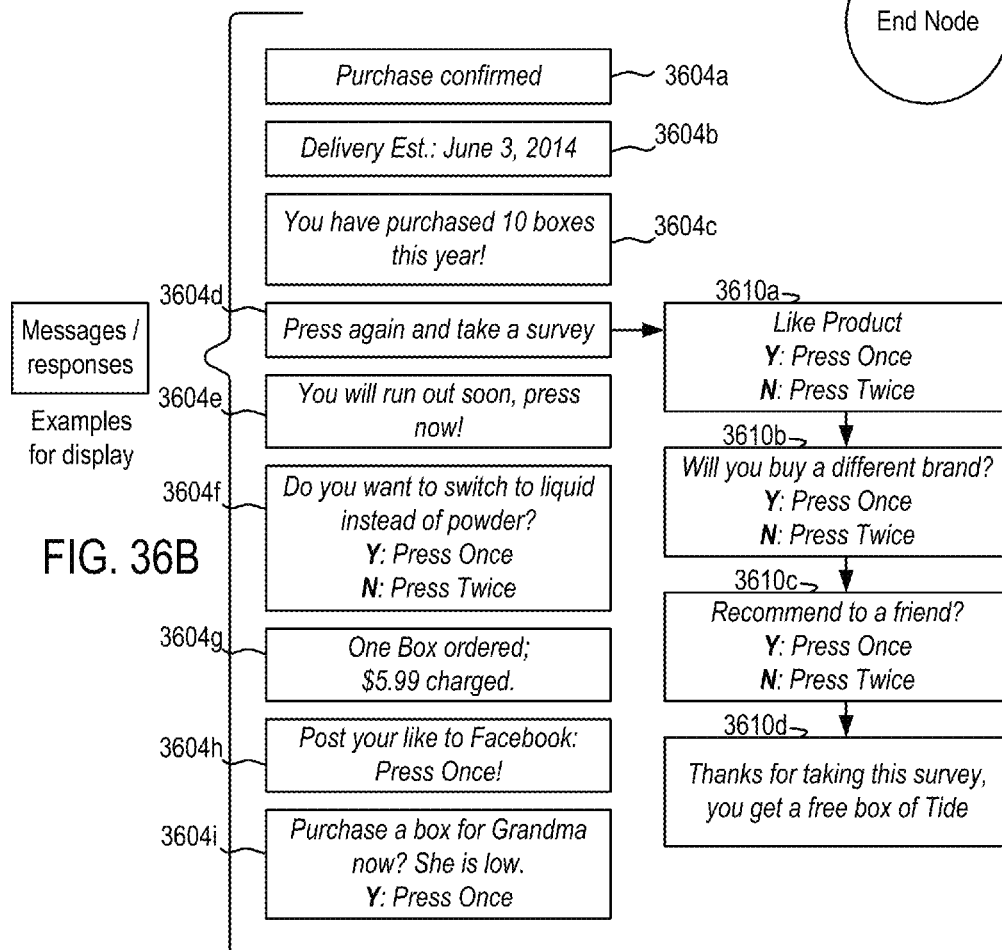 End Node
Purchase confirmed
3604a
Delivery Est.: June 3, 2014
3604b
You have purchased 10 boxes
this year!
3604c
3604d
Press again and take a survey
Messages /
responses
Examples
for display
3604e
You will run out soon, press
now!
3604f
Do you want to switch to liquid
instead of powder?
Y: Press Once
N: Press Twice
FIG. 36B
3604g
One Box ordered;
$5.99 charged.
3604h
Post your like to Facebook:
Press Once!
3604i
Purchase a box for Grandma
now? She is low.
Y: Press Once
3610a
Like Product
Y: Press Once
N: Press Twice
3610b
Will you buy a different brand?
Y: Press Once
N: Press Twice
3610c
Recommend to a friend?
Y: Press Once
N: Press Twice
3610d
Thanks for taking this survey,
you get a free box of Tide